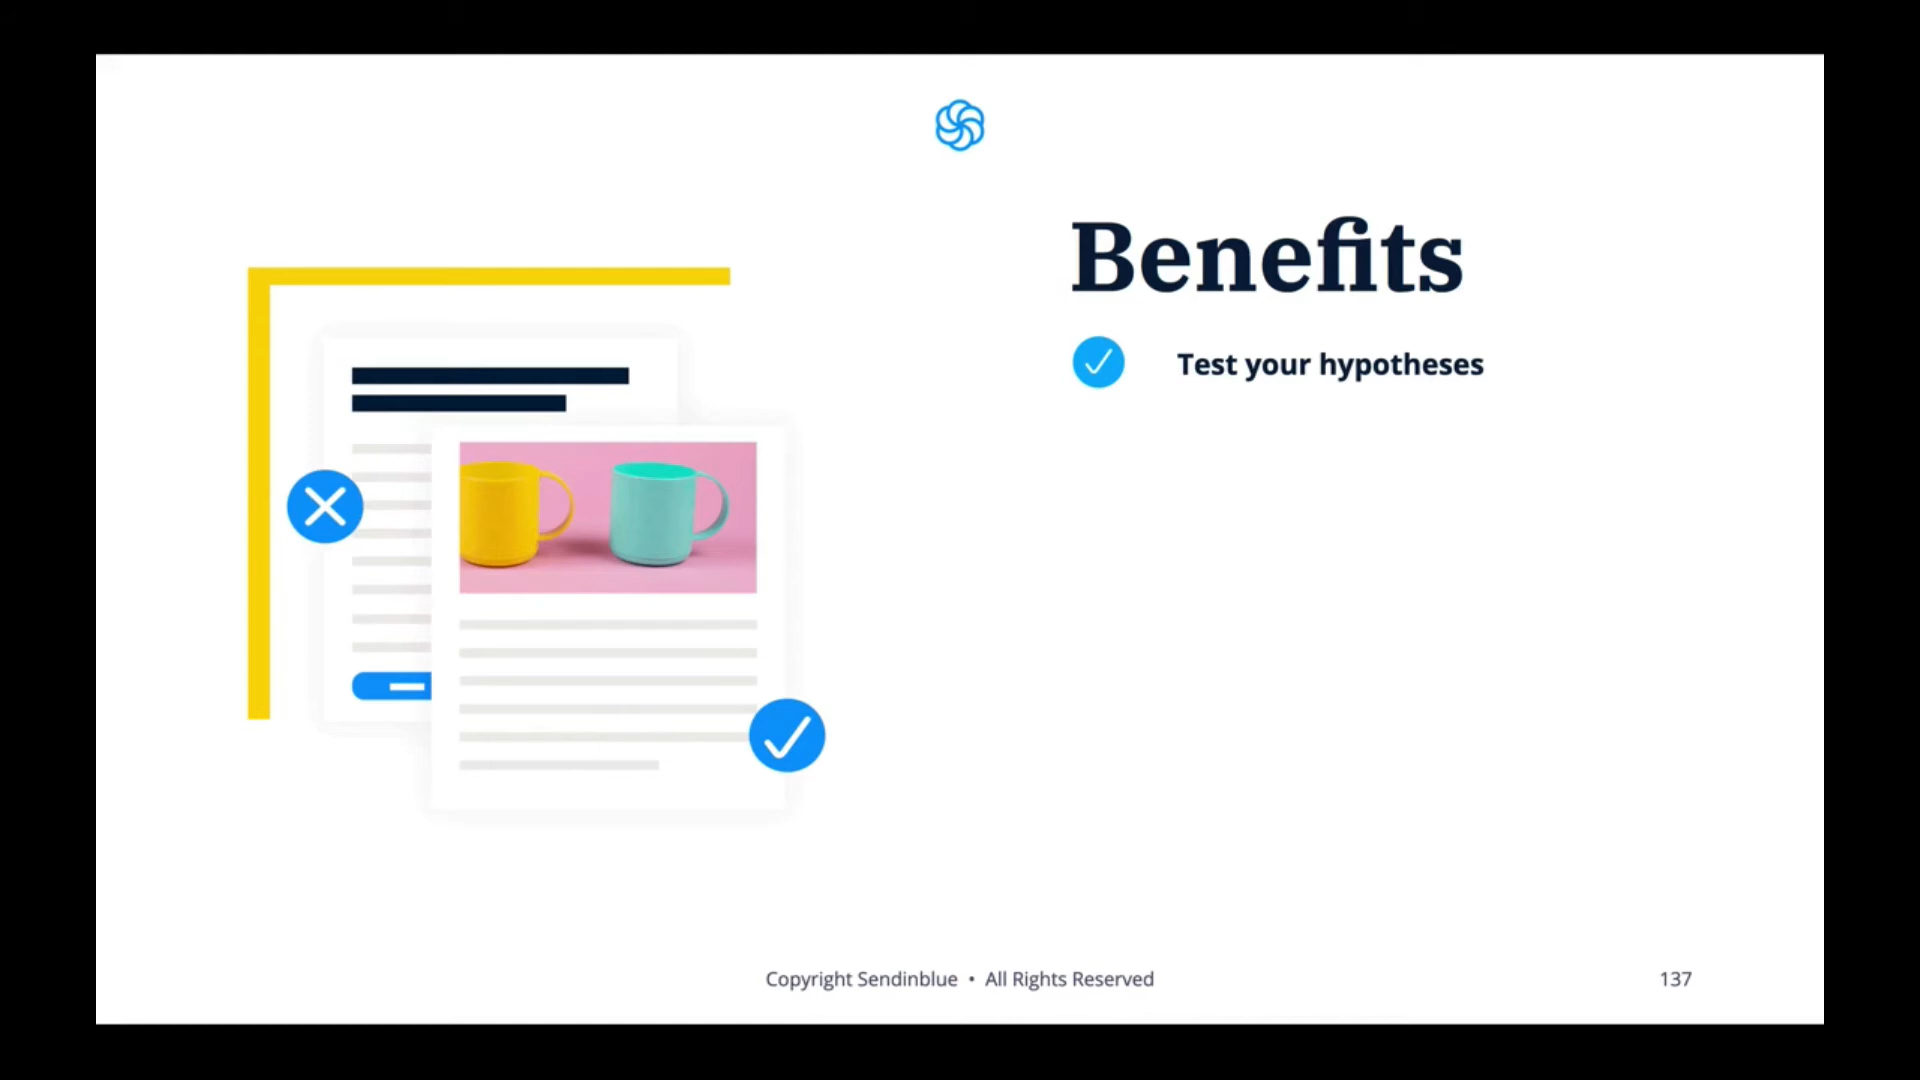 Benefits
Test your hypotheses
Copyright Sendinblue • All Rights Reserved
137